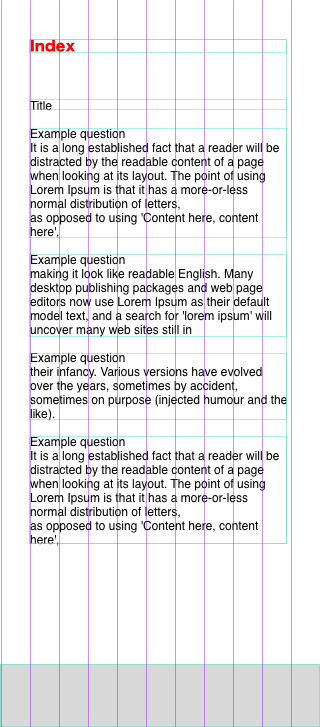 Index
Title
Example question
It is a long established fact that a reader will be
distracted by the readable content of a page
when looking at its layout. The point of using
Lorem Ipsum is that it has a more-or-less
normal distribution of letters,
as opposed to using 'Content here, content
here',
Example question
making it look like readable English. Many
desktop publishing packages and web page
editors now use Lorem Ipsum as their default
model text, and a search for 'lorem ipsum' will
uncover many web sites still in
Example question
their infancy. Various versions have evolved
over the years, sometimes by accident,
sometimes on purpose (injected humour and the
like).
Example question
It is a long established fact that a reader will be
distracted by the readable content of a page
when looking at its layout. The point of using
Lorem Ipsum is that it has a more-or-less
normal distribution of letters,
as opposed to using 'Content here, content
here',